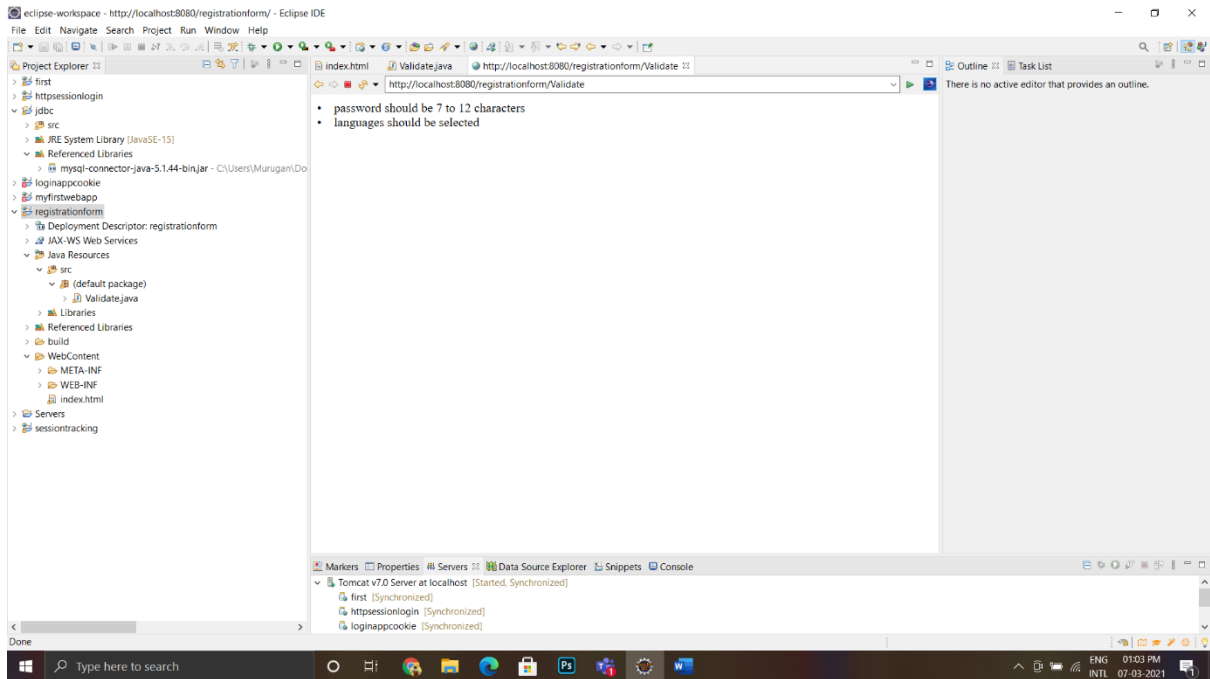 eclipse-workspace - http://localhost:8080/registrationform/ - Eclipse IDE
File Edit Navigate Search Project Run Window Help
Project Explorer
first
httpsessionlogin
jdbc
src
JRE System Library [JavaSE-15]
Referenced Libraries
mysql-connector-java-5.1.44-bin.jar - C:\Users\Murugan\Do
loginappcookie
myfirstwebapp
registrationform
Deployment Descriptor: registrationform
JAX-WS Web Services
Java Resources
src
(default package)
Validate.java
Libraries
Referenced Libraries
build
WebContent
META-INF
WEB-INF
index.html
Servers
sessiontracking
index.html Validate.java http://localhost:8080/registrationform/Validate
http://localhost:8080/registrationform/Validate
• password should be 7 to 12 characters
• languages should be selected
Outline Task List
There is no active editor that provides an outline.
Markers Properties Servers Data Source Explorer Snippets Console
Tomcat v7.0 Server at localhost [Started, Synchronized]
first [Synchronized]
httpsessionlogin [Synchronized]
loginappcookie [Synchronized]
Done
Type here to search
Ps
W
ENG 01:03 PM
INTL 07-03-2021